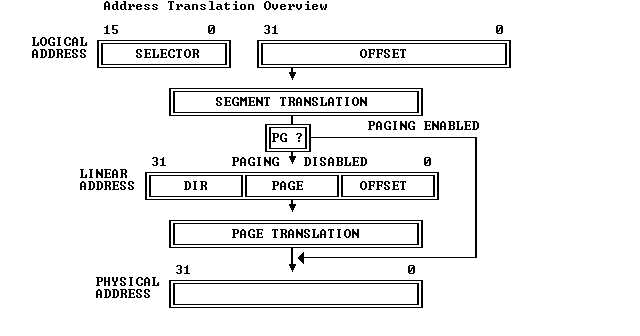 Address Translation Overview
15 0 31 0
LOGICAL ADDRESS
SELECTOR
OFFSET
SEGMENT TRANSLATION
PG ?
PAGING ENABLED
31 PAGING DISABLED 0
LINEAR ADDRESS
DIR PAGE OFFSET
PAGE TRANSLATION
31 0
PHYSICAL ADDRESS